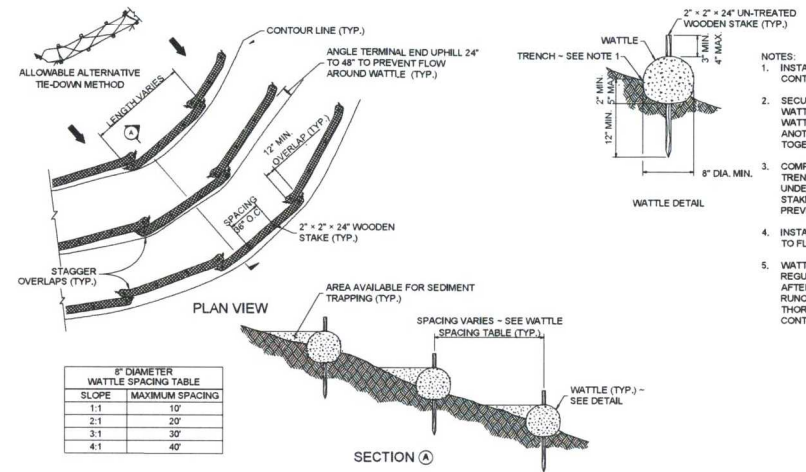 ALLOWABLE ALTERNATIVE
TIE-DOWN METHOD
LENGTH VARIES
A
CONTOUR LINE (TYP.)
ANGLE TERMINAL END UPHILL 24"
TO 48" TO PREVENT FLOW
AROUND WATTLE (TYP.)
12" MIN.
OVERLAP (TYP.)
SPACING
36" O.C.
2" × 2" × 24" WOODEN
STAKE (TYP.)
STAGGER
OVERLAPS (TYP.)
PLAN VIEW
2" × 2" × 24" UN-TREATED
WOODEN STAKE (TYP.)
WATTLE
TRENCH ~ SEE NOTE 1
3" MIN.
4" MAX.
2" MIN.
5" MAX.
12" MIN.
8" DIA. MIN.
WATTLE DETAIL
NOTES:
1. INSTA
CONT
2. SECU
WATT
WATT
ANOT
TOGE
3. COMP
TREN
UNDE
STAK
PREV
4. INSTA
TO FL
5. WATT
REGU
AFTE
RUNC
THOR
CONT
AREA AVAILABLE FOR SEDIMENT
TRAPPING (TYP.)
SPACING VARIES ~ SEE WATTLE
SPACING TABLE (TYP.)
WATTLE (TYP.) ~
SEE DETAIL
SECTION A
8" DIAMETER
WATTLE SPACING TABLE
SLOPE MAXIMUM SPACING
1:1 10'
2:1 20'
3:1 30'
4:1 40'